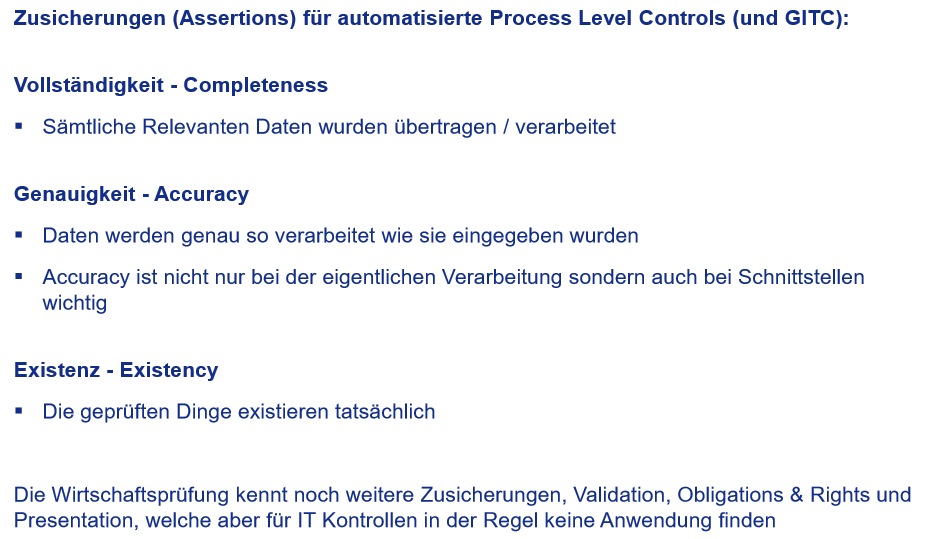 Zusicherungen (Assertions) für automatisierte Process Level Controls (und GITC):
Vollständigkeit - Completeness
▪ Sämtliche Relevanten Daten wurden übertragen / verarbeitet
Genauigkeit - Accuracy
▪ Daten werden genau so verarbeitet wie sie eingegeben wurden
▪ Accuracy ist nicht nur bei der eigentlichen Verarbeitung sondern auch bei Schnittstellen
wichtig
Existenz - Existency
▪ Die geprüften Dinge existieren tatsächlich
Die Wirtschaftsprüfung kennt noch weitere Zusicherungen, Validation, Obligations & Rights und
Presentation, welche aber für IT Kontrollen in der Regel keine Anwendung finden